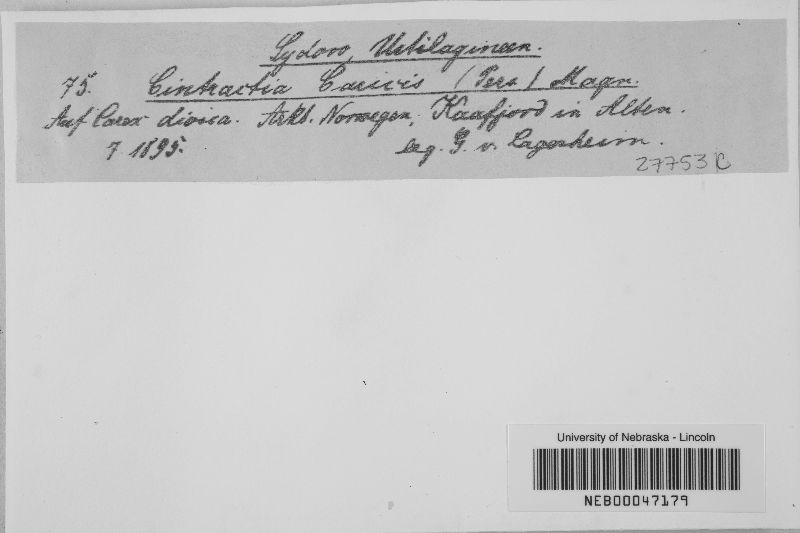 Sydow, Ustilagineen.
75. Cintractia Caricis (Pers.) Magn.
Auf Carex dioica. Arkt. Norwegen, Kaafjord in Alten.
7. 1895. leg. G. v. Lagerheim.
27753 C
University of Nebraska - Lincoln
NEB00047179